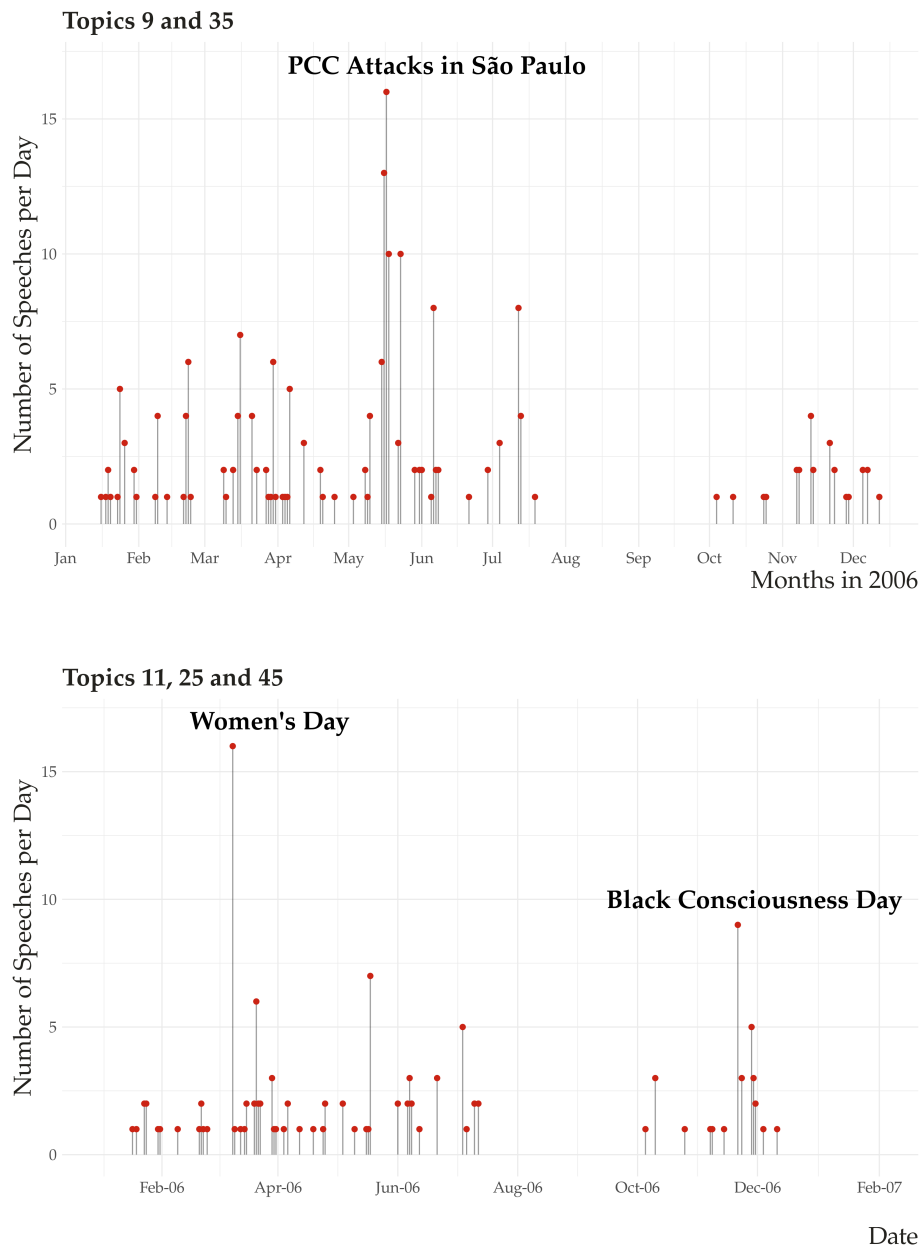 Topics 9 and 35
PCC Attacks in São Paulo
Number of Speeches per Day
15
10
5
0
Jan Feb Mar Apr May Jun Jul Aug Sep Oct Nov Dec
Months in 2006
Topics 11, 25 and 45
Women's Day
Black Consciousness Day
Number of Speeches per Day
15
10
5
0
Feb-06 Apr-06 Jun-06 Aug-06 Oct-06 Dec-06 Feb-07
Date